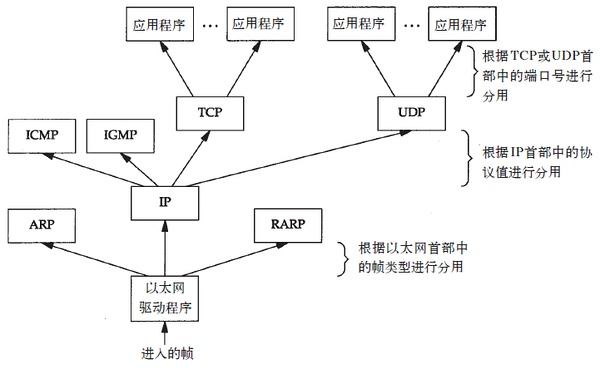 应用程序 … 应用程序 应用程序 … 应用程序
根据TCP或UDP首
部中的端口号进行
分用
TCP UDP
ICMP IGMP
根据IP首部中的协
议值进行分用
IP
ARP RARP
根据以太网首部中
的帧类型进行分用
以太网
驱动程序
进入的帧